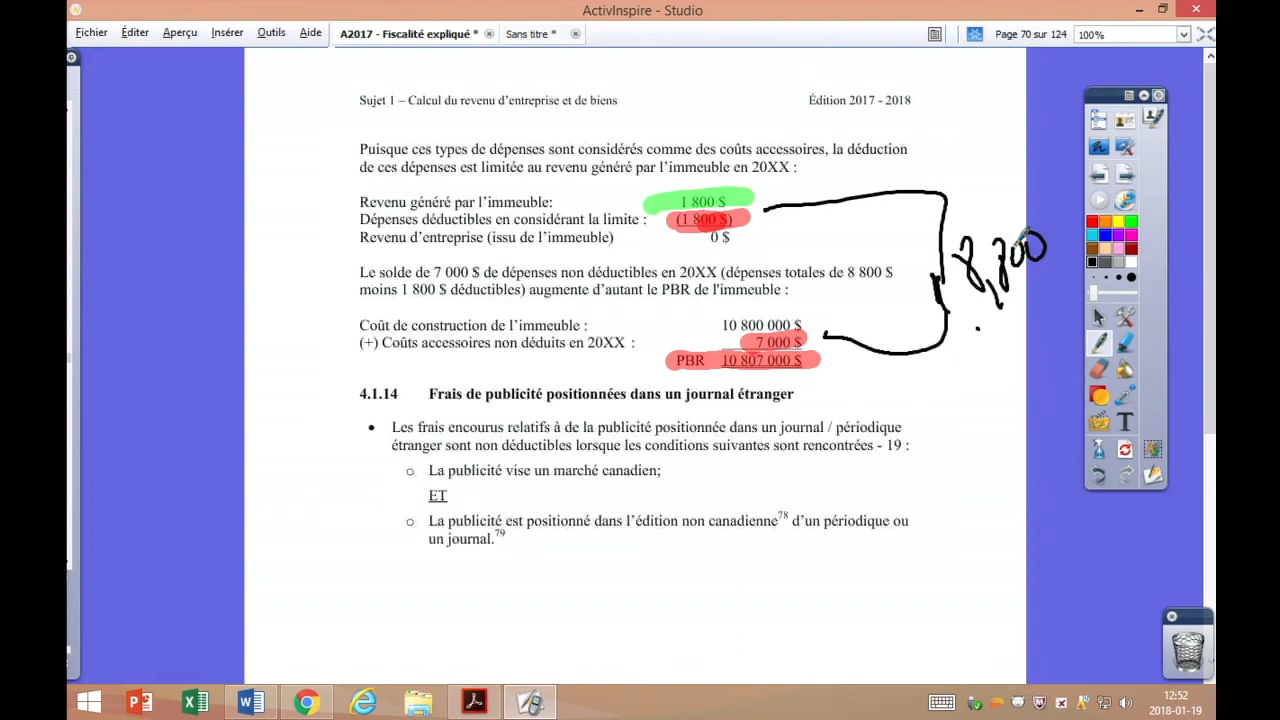 ActivInspire - Studio
Fichier Éditer Aperçu Insérer Outils Aide A2017 - Fiscalité expliqué * Sans titre * Page 70 sur 124 100%
Sujet 1 – Calcul du revenu d’entreprise et de biens Édition 2017 - 2018
Puisque ces types de dépenses sont considérés comme des coûts accessoires, la déduction
de ces dépenses est limitée au revenu généré par l’immeuble en 20XX :
Revenu généré par l’immeuble: 1 800 $
Dépenses déductibles en considérant la limite : (1 800 $)
Revenu d’entreprise (issu de l’immeuble) 0 $
8,800
Le solde de 7 000 $ de dépenses non déductibles en 20XX (dépenses totales de 8 800 $
moins 1 800 $ déductibles) augmente d’autant le PBR de l'immeuble :
Coût de construction de l’immeuble : 10 800 000 $
(+) Coûts accessoires non déduits en 20XX : 7 000 $
PBR 10 807 000 $
4.1.14 Frais de publicité positionnées dans un journal étranger
• Les frais encourus relatifs à de la publicité positionnée dans un journal / périodique
étranger sont non déductibles lorsque les conditions suivantes sont rencontrées - 19 :
o La publicité vise un marché canadien;
ET
o La publicité est positionné dans l’édition non canadienne78 d’un périodique ou
un journal.79
12:52
2018-01-19